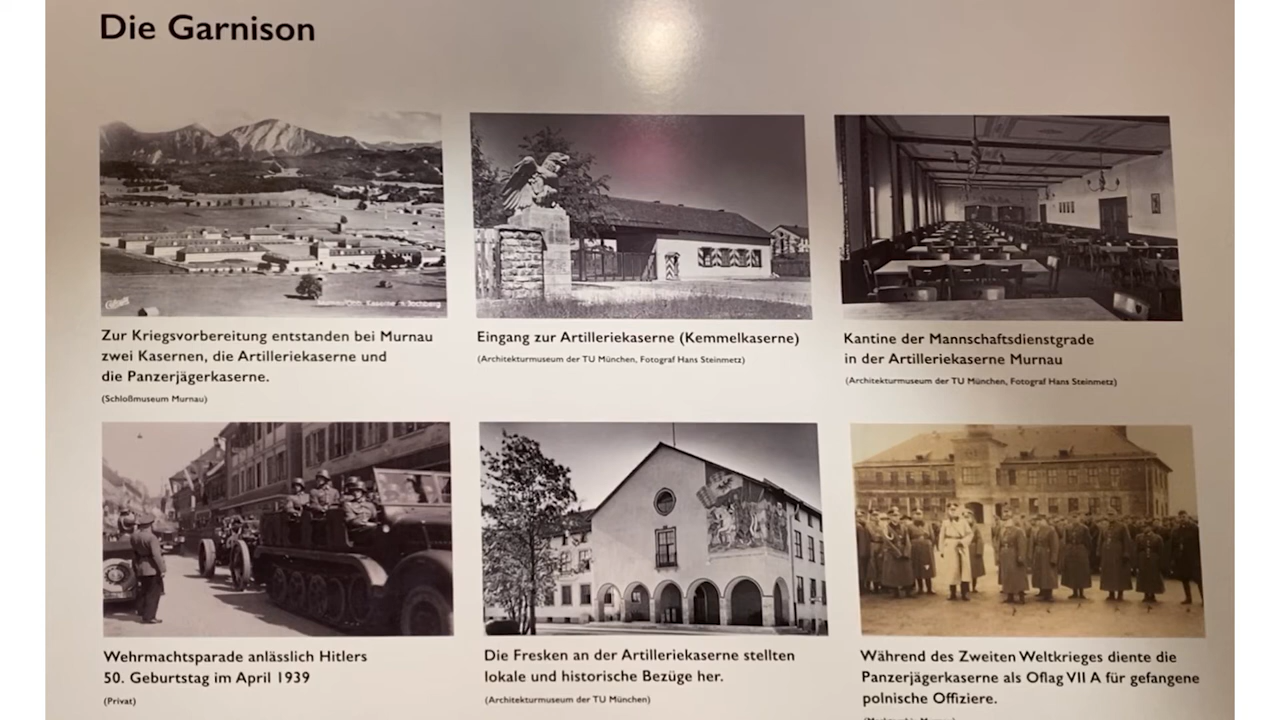 Die Garnison
Zur Kriegsvorbereitung entstanden bei Murnau
zwei Kasernen, die Artilleriekaserne und
die Panzerjägerkaserne.
(Schloßmuseum Murnau)
Eingang zur Artilleriekaserne (Kemmelkaserne)
(Architekturmuseum der TU München, Fotograf Hans Steinmetz)
Kantine der Mannschaftsdienstgrade
in der Artilleriekaserne Murnau
(Architekturmuseum der TU München, Fotograf Hans Steinmetz)
Wehrmachtsparade anlässlich Hitlers
50. Geburtstag im April 1939
(Privat)
Die Fresken an der Artilleriekaserne stellten
lokale und historische Bezüge her.
(Architekturmuseum der TU München)
Während des Zweiten Weltkrieges diente die
Panzerjägerkaserne als Oflag VII A für gefangene
polnische Offiziere.